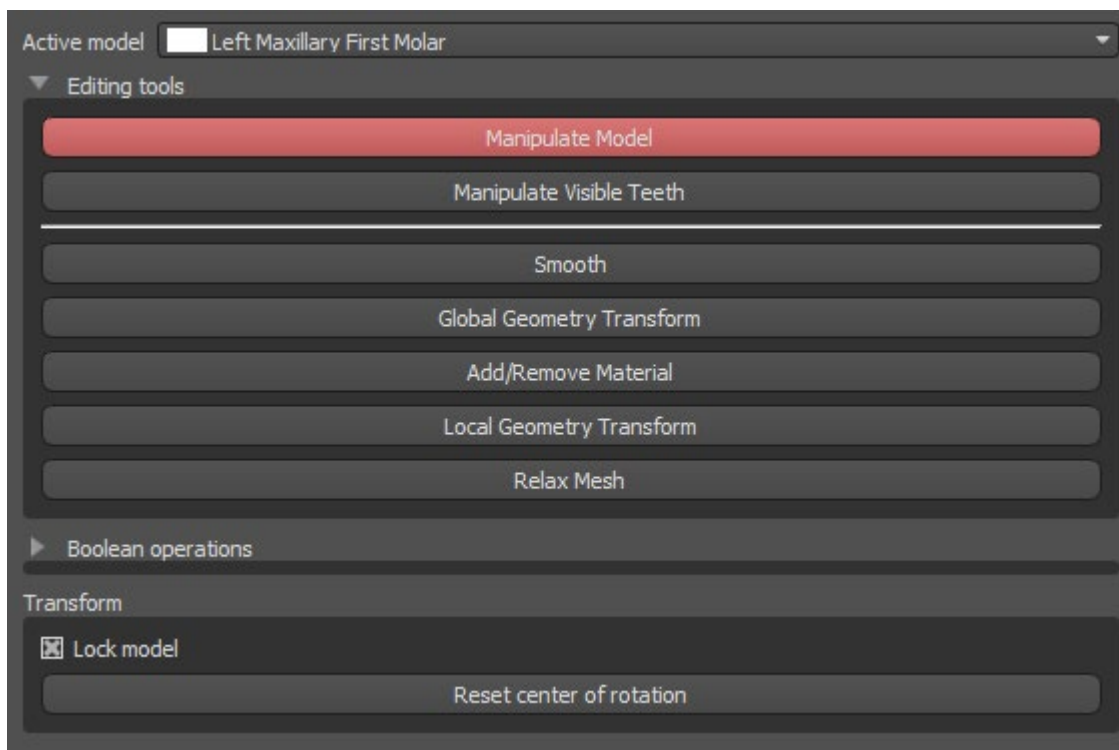 Active model Left Maxillary First Molar
Editing tools
Manipulate Model
Manipulate Visible Teeth
Smooth
Global Geometry Transform
Add/Remove Material
Local Geometry Transform
Relax Mesh
Boolean operations
Transform
Lock model
Reset center of rotation